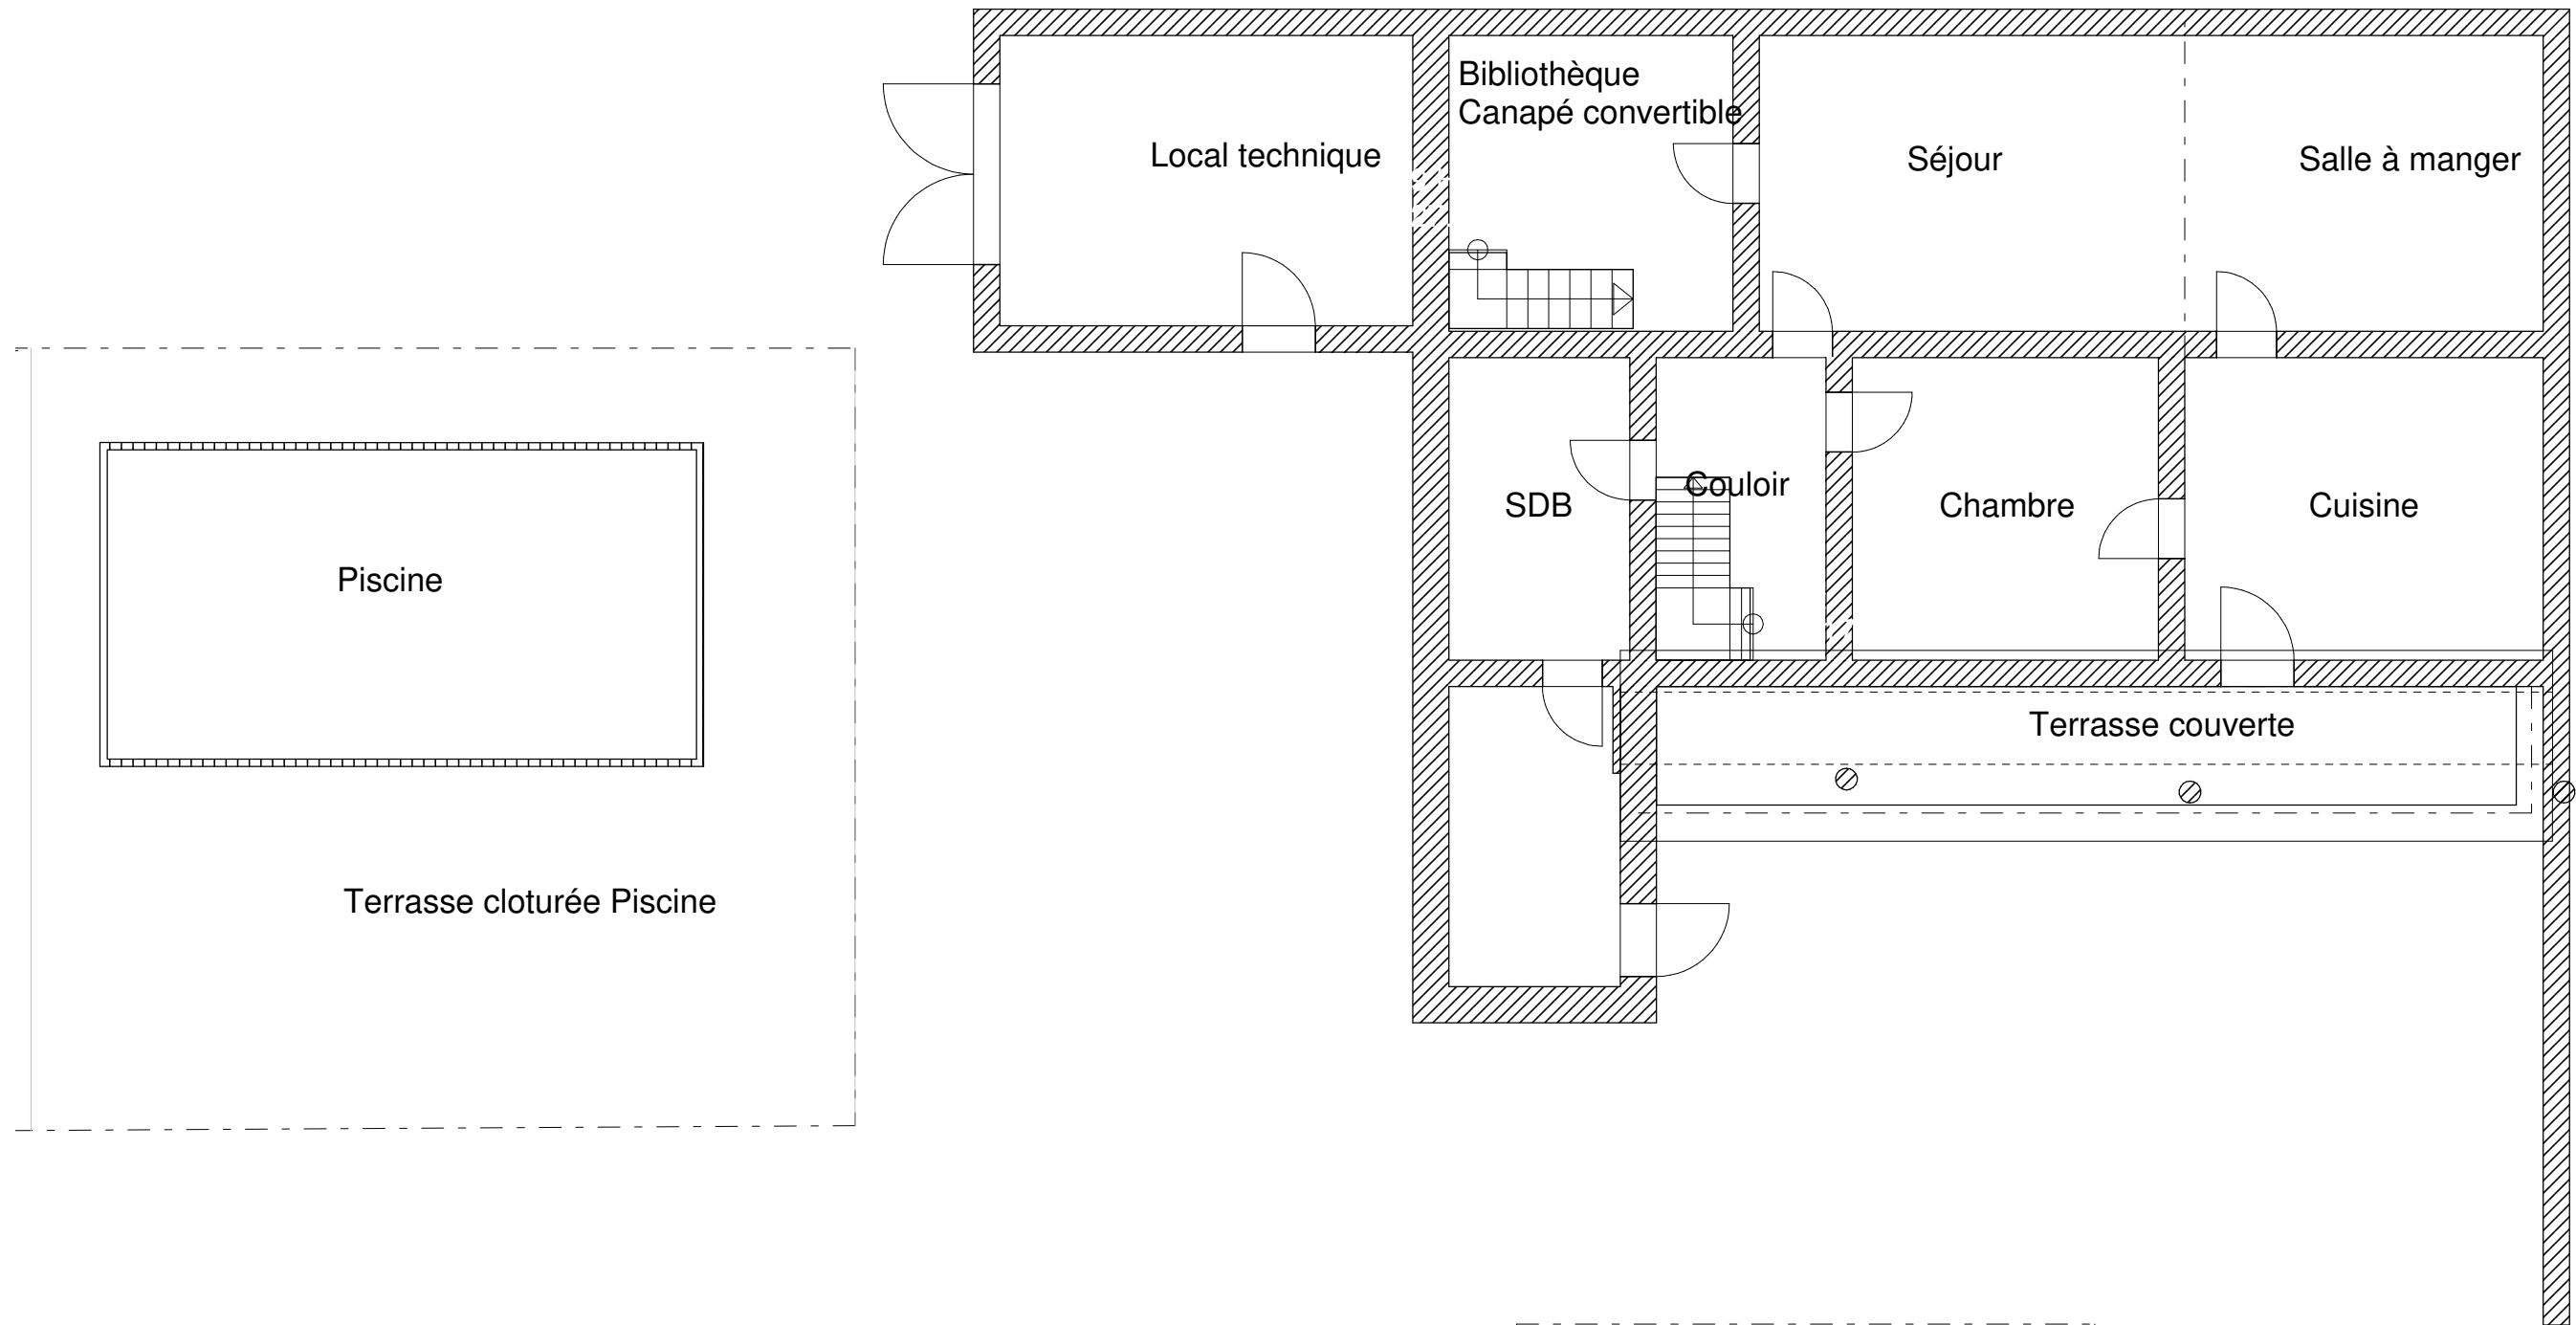 Bibliothèque
Canapé convertible
Local technique
Séjour
Salle à manger
Couloir
SDB
Chambre
Cuisine
Piscine
Terrasse couverte
Terrasse cloturée Piscine